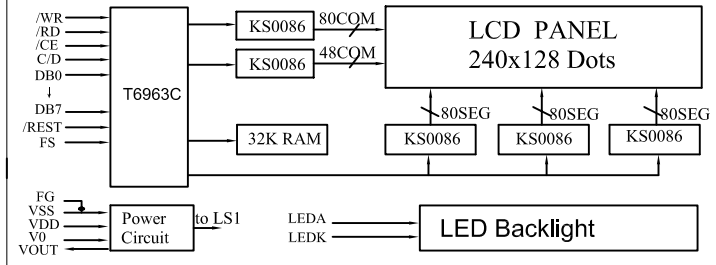 /WR
/RD
/CE
C/D
DB0
DB7
/REST
FS
T6963C
KS0086
80COM
KS0086
48COM
LCD PANEL
240x128 Dots
80SEG
80SEG
80SEG
32K RAM
KS0086
KS0086
KS0086
FG
VSS
VDD
V0
VOUT
Power
Circuit
to LS1
LEDA
LEDK
LED Backlight